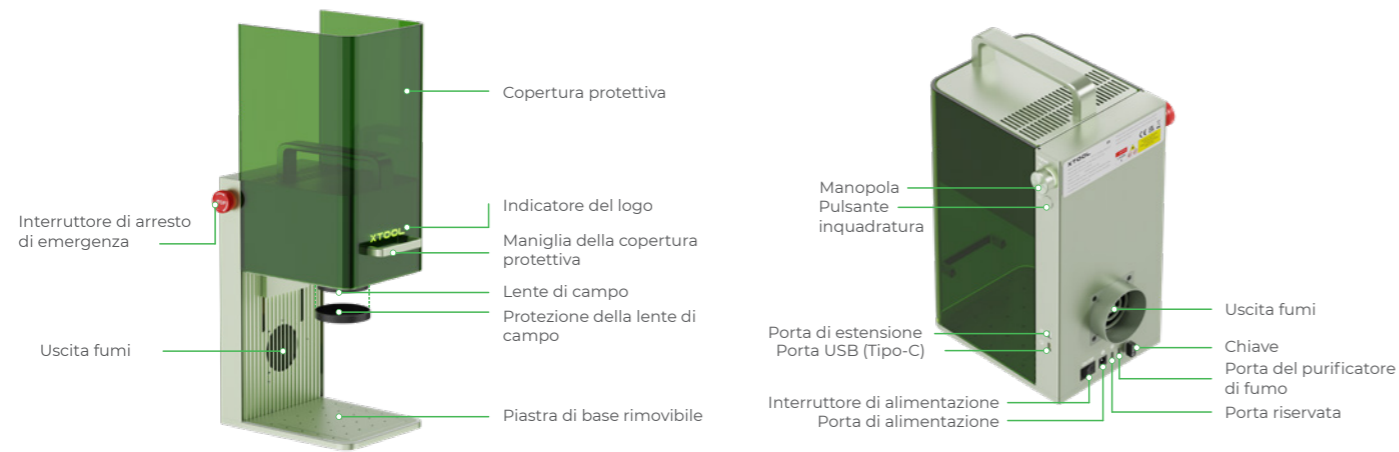 Copertura protettiva
Interruttore di arresto
di emergenza
Indicatore del logo
XTOOL
Maniglia della copertura
protettiva
Lente di campo
Protezione della lente di
campo
Uscita fumi
Piastra di base rimovibile
XTOOL
Manopola
Pulsante
inquadratura
Porta di estensione
Porta USB (Tipo-C)
Interruttore di alimentazione
Porta di alimentazione
Uscita fumi
Chiave
Porta del purificatore
di fumo
Porta riservata